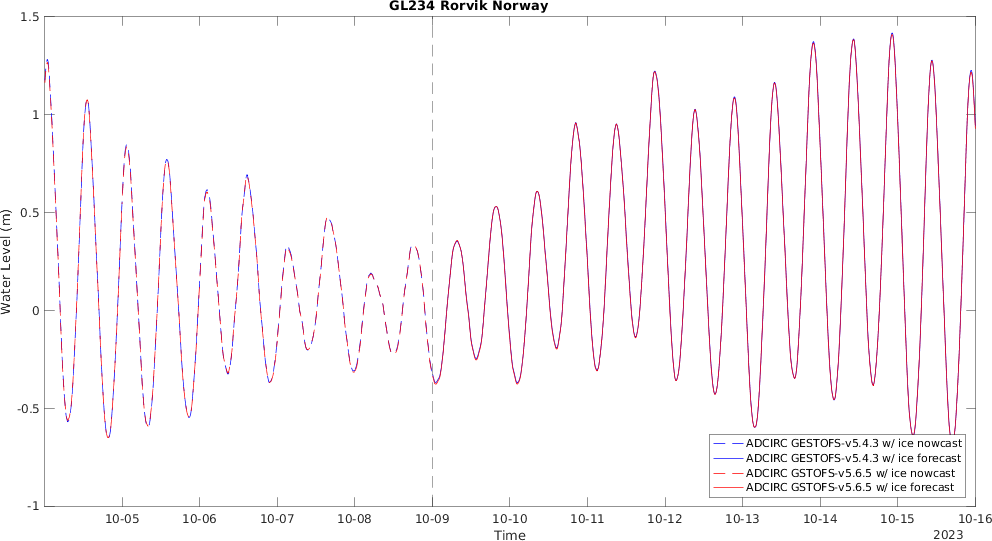 GL234 Rorvik Norway
Water Level (m)
1.5
1
0.5
0
-0.5
-1
10-05 10-06 10-07 10-08 10-09 10-10 10-11 10-12 10-13 10-14 10-15 10-16
Time
2023
ADCIRC GESTOFS-v5.4.3 w/ ice nowcast
ADCIRC GESTOFS-v5.4.3 w/ ice forecast
ADCIRC GSTOFS-v5.6.5 w/ ice nowcast
ADCIRC GSTOFS-v5.6.5 w/ ice forecast